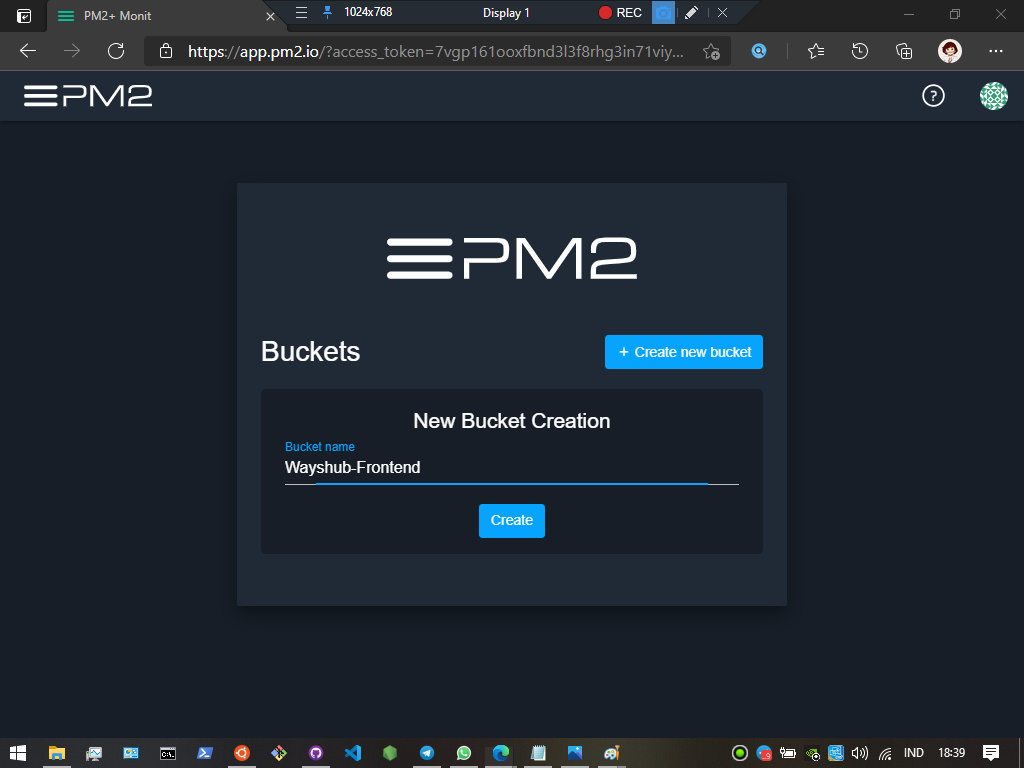 PM2+ Monit
1024x768
Display 1
REC
https://app.pm2.io/?access_token=7vgp161ooxfbnd3l3f8rhg3in71viy...
PM2
?
PM2
Buckets
+ Create new bucket
New Bucket Creation
Bucket name
Wayshub-Frontend
Create
IND
18:39